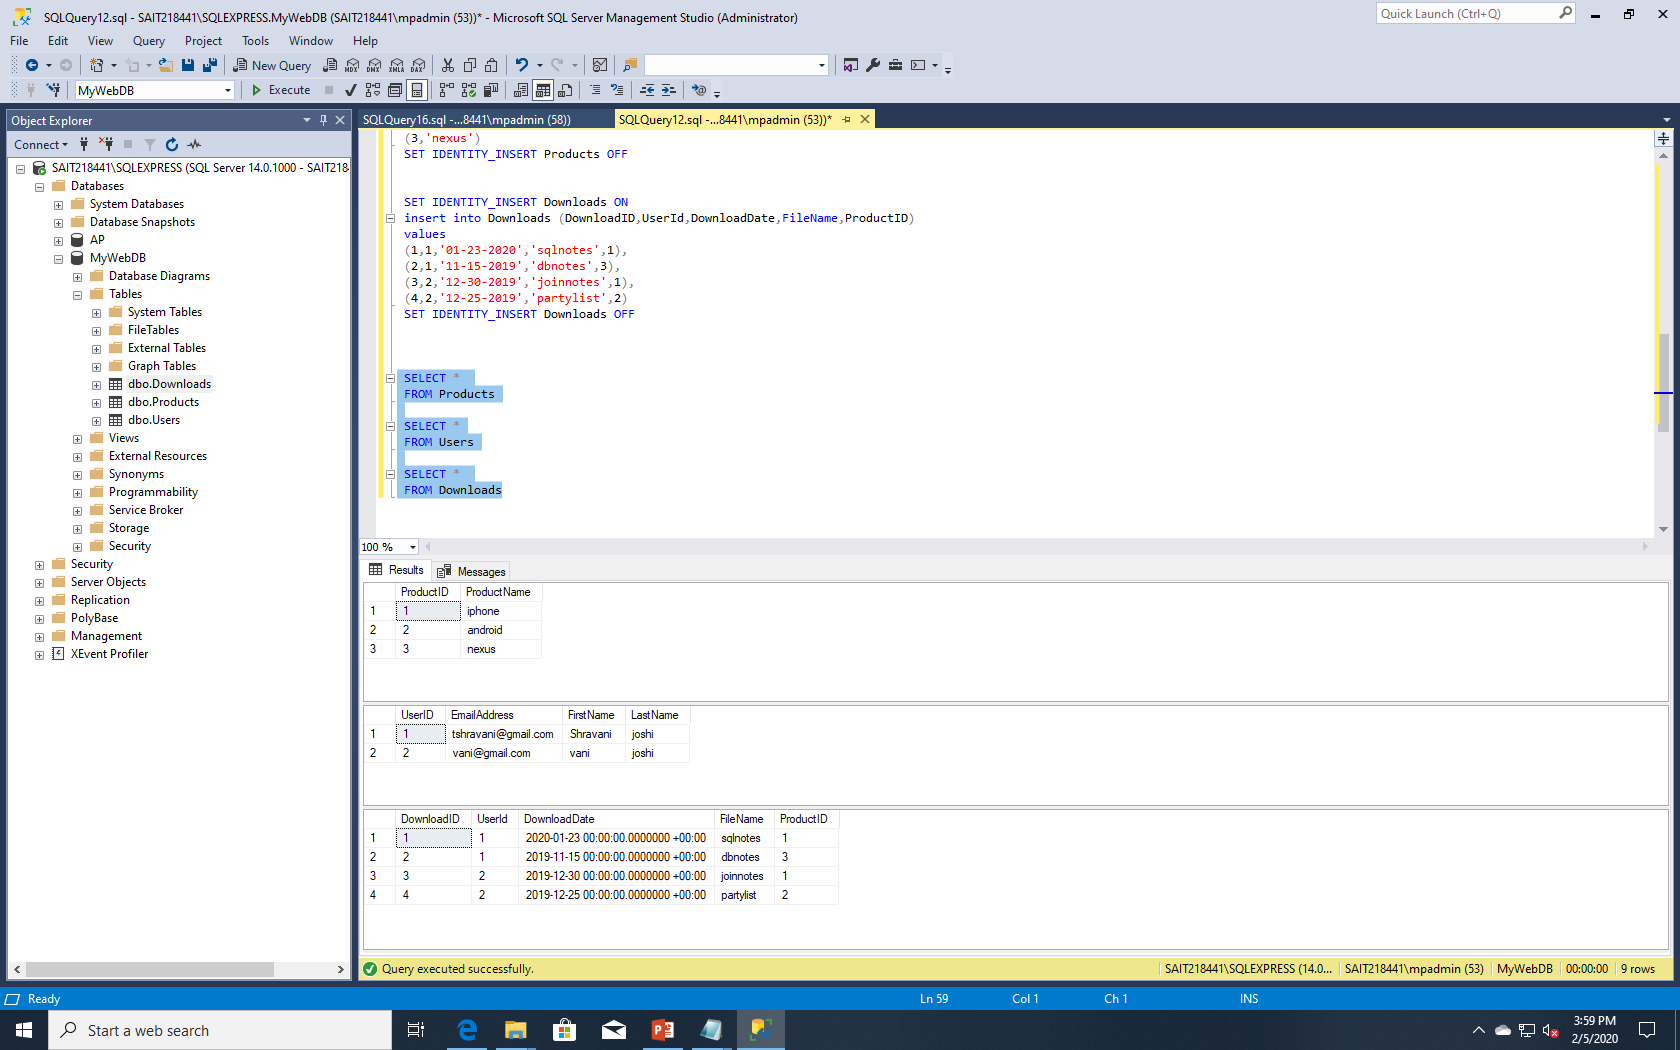 SQLQuery12.sql - SAIT218441\SQLEXPRESS.MyWebDB (SAIT218441\mpadmin (53))* - Microsoft SQL Server Management Studio (Administrator)
Quick Launch (Ctrl+Q)
File Edit View Query Project Tools Window Help
New Query MDX DMX XMLA DAX
MyWebDB Execute
Object Explorer
Connect
SAIT218441\SQLEXPRESS (SQL Server 14.0.1000 - SAIT218
Databases
System Databases
Database Snapshots
AP
MyWebDB
Database Diagrams
Tables
System Tables
FileTables
External Tables
Graph Tables
dbo.Downloads
dbo.Products
dbo.Users
Views
External Resources
Synonyms
Programmability
Service Broker
Storage
Security
Security
Server Objects
Replication
PolyBase
Management
XEvent Profiler
SQLQuery16.sql -...8441\mpadmin (58)) SQLQuery12.sql -...8441\mpadmin (53))*
(3,'nexus')
SET IDENTITY_INSERT Products OFF
SET IDENTITY_INSERT Downloads ON
insert into Downloads (DownloadID,UserId,DownloadDate,FileName,ProductID)
values
(1,1,'01-23-2020','sqlnotes',1),
(2,1,'11-15-2019','dbnotes',3),
(3,2,'12-30-2019','joinnotes',1),
(4,2,'12-25-2019','partylist',2)
SET IDENTITY_INSERT Downloads OFF
SELECT *
FROM Products
SELECT *
FROM Users
SELECT *
FROM Downloads
100 %
Results Messages
ProductID ProductName
1 1 iphone
2 2 android
3 3 nexus
UserID EmailAddress FirstName LastName
1 1 tshravani@gmail.com Shravani joshi
2 2 vani@gmail.com vani joshi
DownloadID UserId DownloadDate FileName ProductID
1 1 1 2020-01-23 00:00:00.0000000 +00:00 sqlnotes 1
2 2 1 2019-11-15 00:00:00.0000000 +00:00 dbnotes 3
3 3 2 2019-12-30 00:00:00.0000000 +00:00 joinnotes 1
4 4 2 2019-12-25 00:00:00.0000000 +00:00 partylist 2
Query executed successfully. SAIT218441\SQLEXPRESS (14.0... SAIT218441\mpadmin (53) MyWebDB 00:00:00 9 rows
Ready Ln 59 Col 1 Ch 1 INS
Start a web search
3:59 PM
2/5/2020